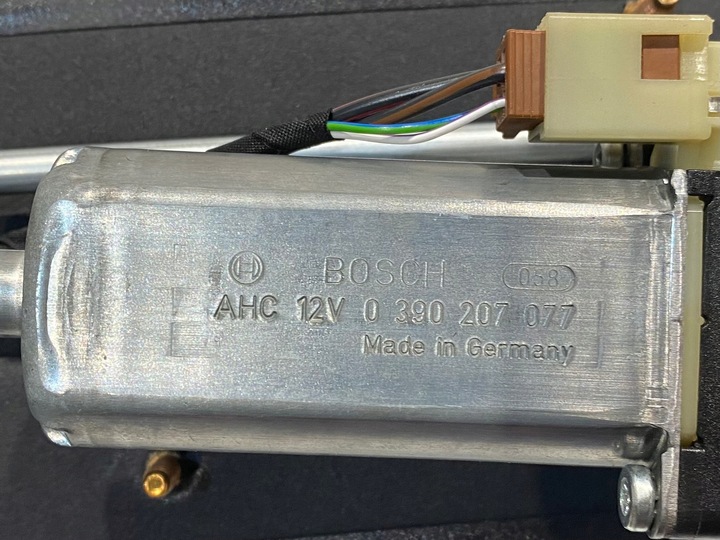 BOSCH 058
AHC 12V 0 390 207 077
Made in Germany